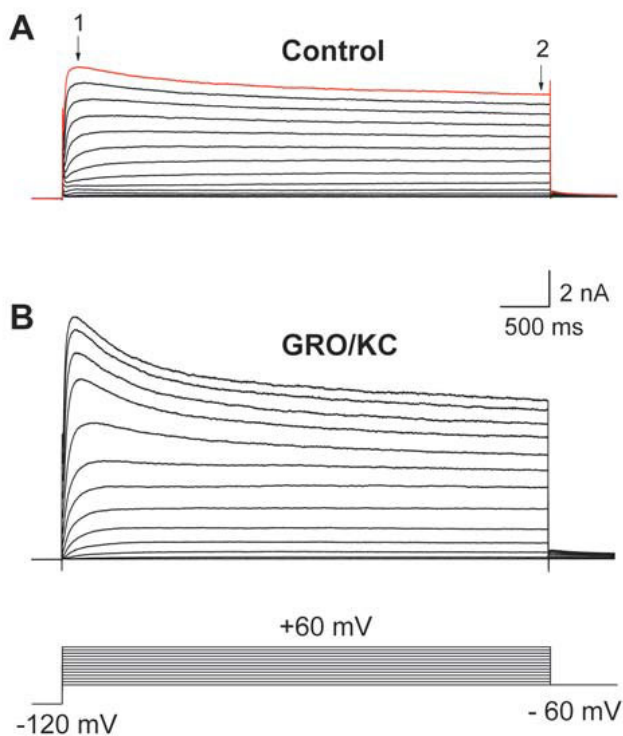 A
1
Control
2
2 nA
500 ms
B
GRO/KC
+60 mV
-120 mV
- 60 mV